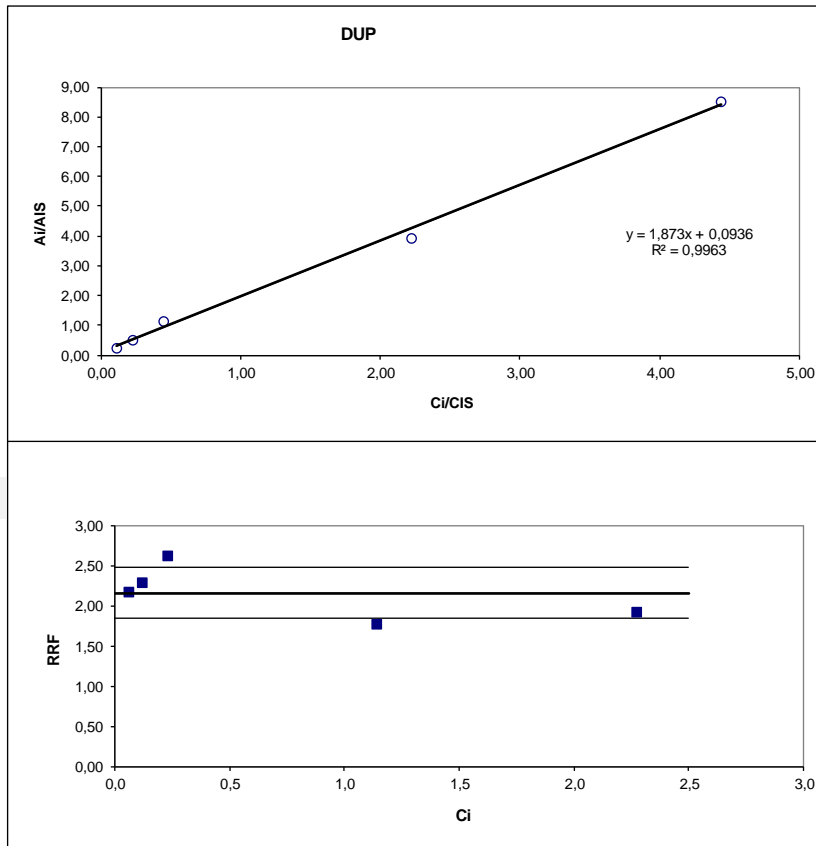 DUP
9,00
8,00
7,00
6,00
5,00
4,00
3,00
2,00
1,00
0,00
Ai/AIS
y = 1,873x + 0,0936
R² = 0,9963
0,00 1,00 2,00 3,00 4,00 5,00
Ci/CIS
3,00
2,50
2,00
1,50
1,00
0,50
0,00
RRF
0,0 0,5 1,0 1,5 2,0 2,5 3,0
Ci